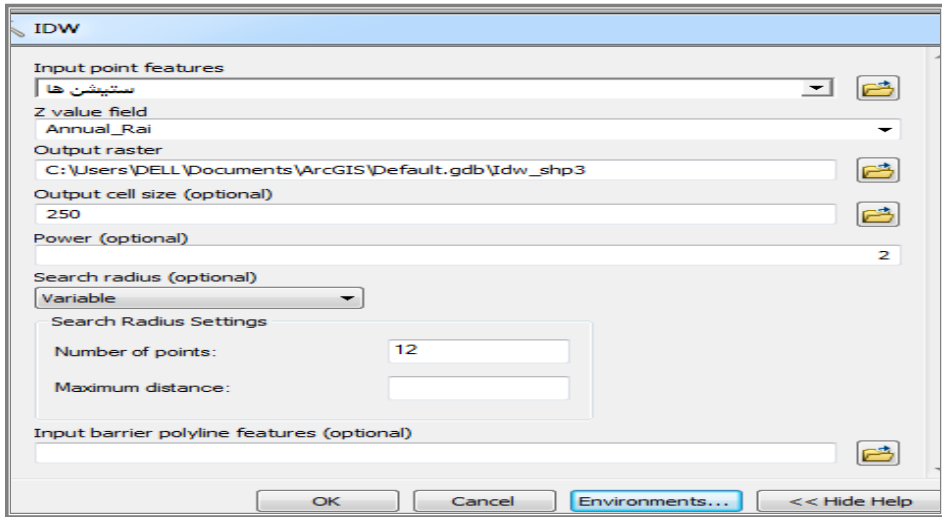 IDW
Input point features
ستیشن ها
Z value field
Annual_Rai
Output raster
C:\Users\DELL\Documents\ArcGIS\Default.gdb\Idw_shp3
Output cell size (optional)
250
Power (optional)
2
Search radius (optional)
Variable
Search Radius Settings
Number of points: 12
Maximum distance:
Input barrier polyline features (optional)
OK Cancel Environments... << Hide Help